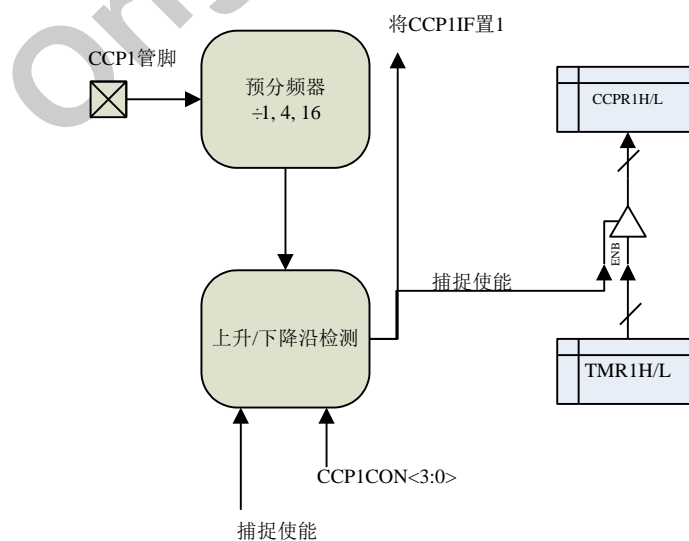 CCP1管脚
预分频器
÷1, 4, 16
将CCP1IF置1
CCPR1H/L
ENB
捕捉使能
上升/下降沿检测
TMR1H/L
CCP1CON<3:0>
捕捉使能